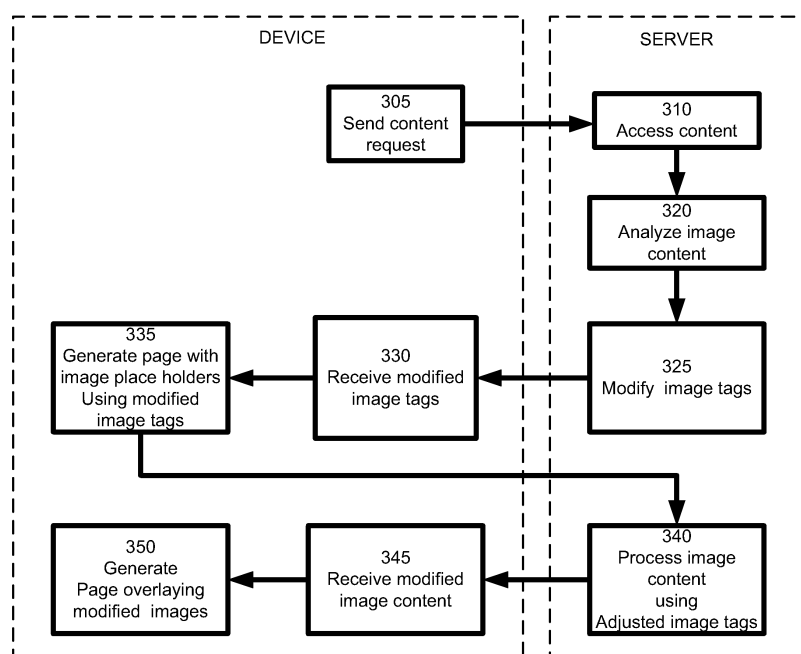 DEVICE
SERVER
305
Send content
request
310
Access content
320
Analyze image
content
325
Modify image tags
330
Receive modified
image tags
335
Generate page with
image place holders
Using modified
image tags
340
Process image
content
using
Adjusted image tags
345
Receive modified
image content
350
Generate
Page overlaying
modified images